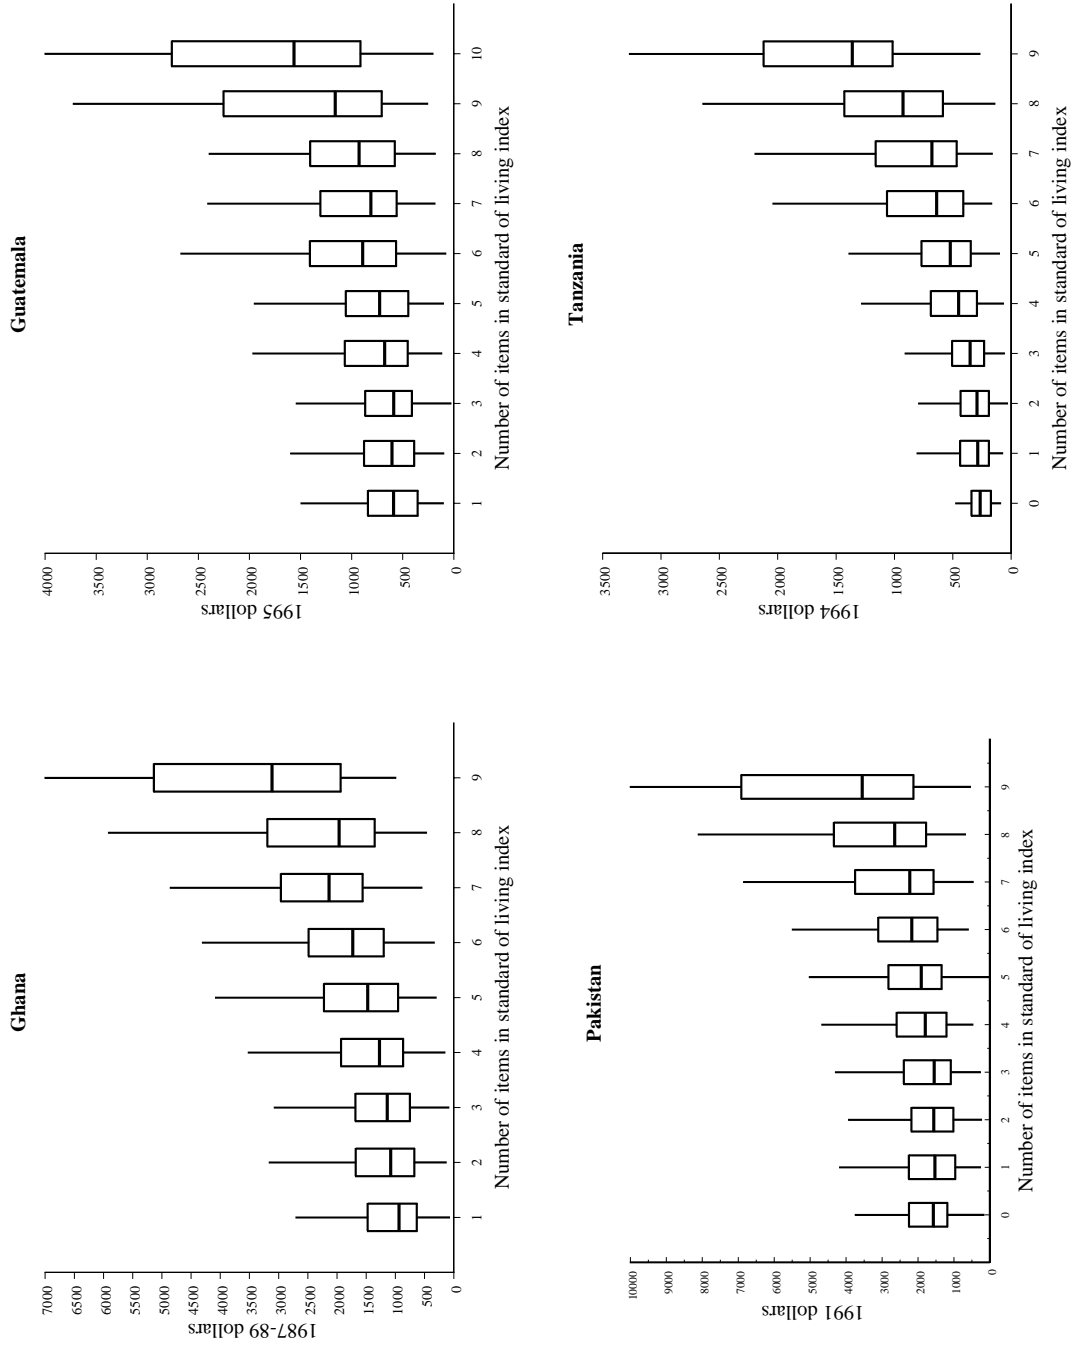 Ghana
7000
6500
6000
5500
5000
4500
4000
3500
3000
2500
2000
1500
1000
500
0
1987-89 dollars
1 2 3 4 5 6 7 8 9
Number of items in standard of living index
Guatemala
4000
3500
3000
2500
2000
1500
1000
500
0
1995 dollars
1 2 3 4 5 6 7 8 9 10
Number of items in standard of living index
Pakistan
10000
9000
8000
7000
6000
5000
4000
3000
2000
1000
0
1991 dollars
0 1 2 3 4 5 6 7 8 9
Number of items in standard of living index
Tanzania
3500
3000
2500
2000
1500
1000
500
0
1994 dollars
0 1 2 3 4 5 6 7 8 9
Number of items in standard of living index